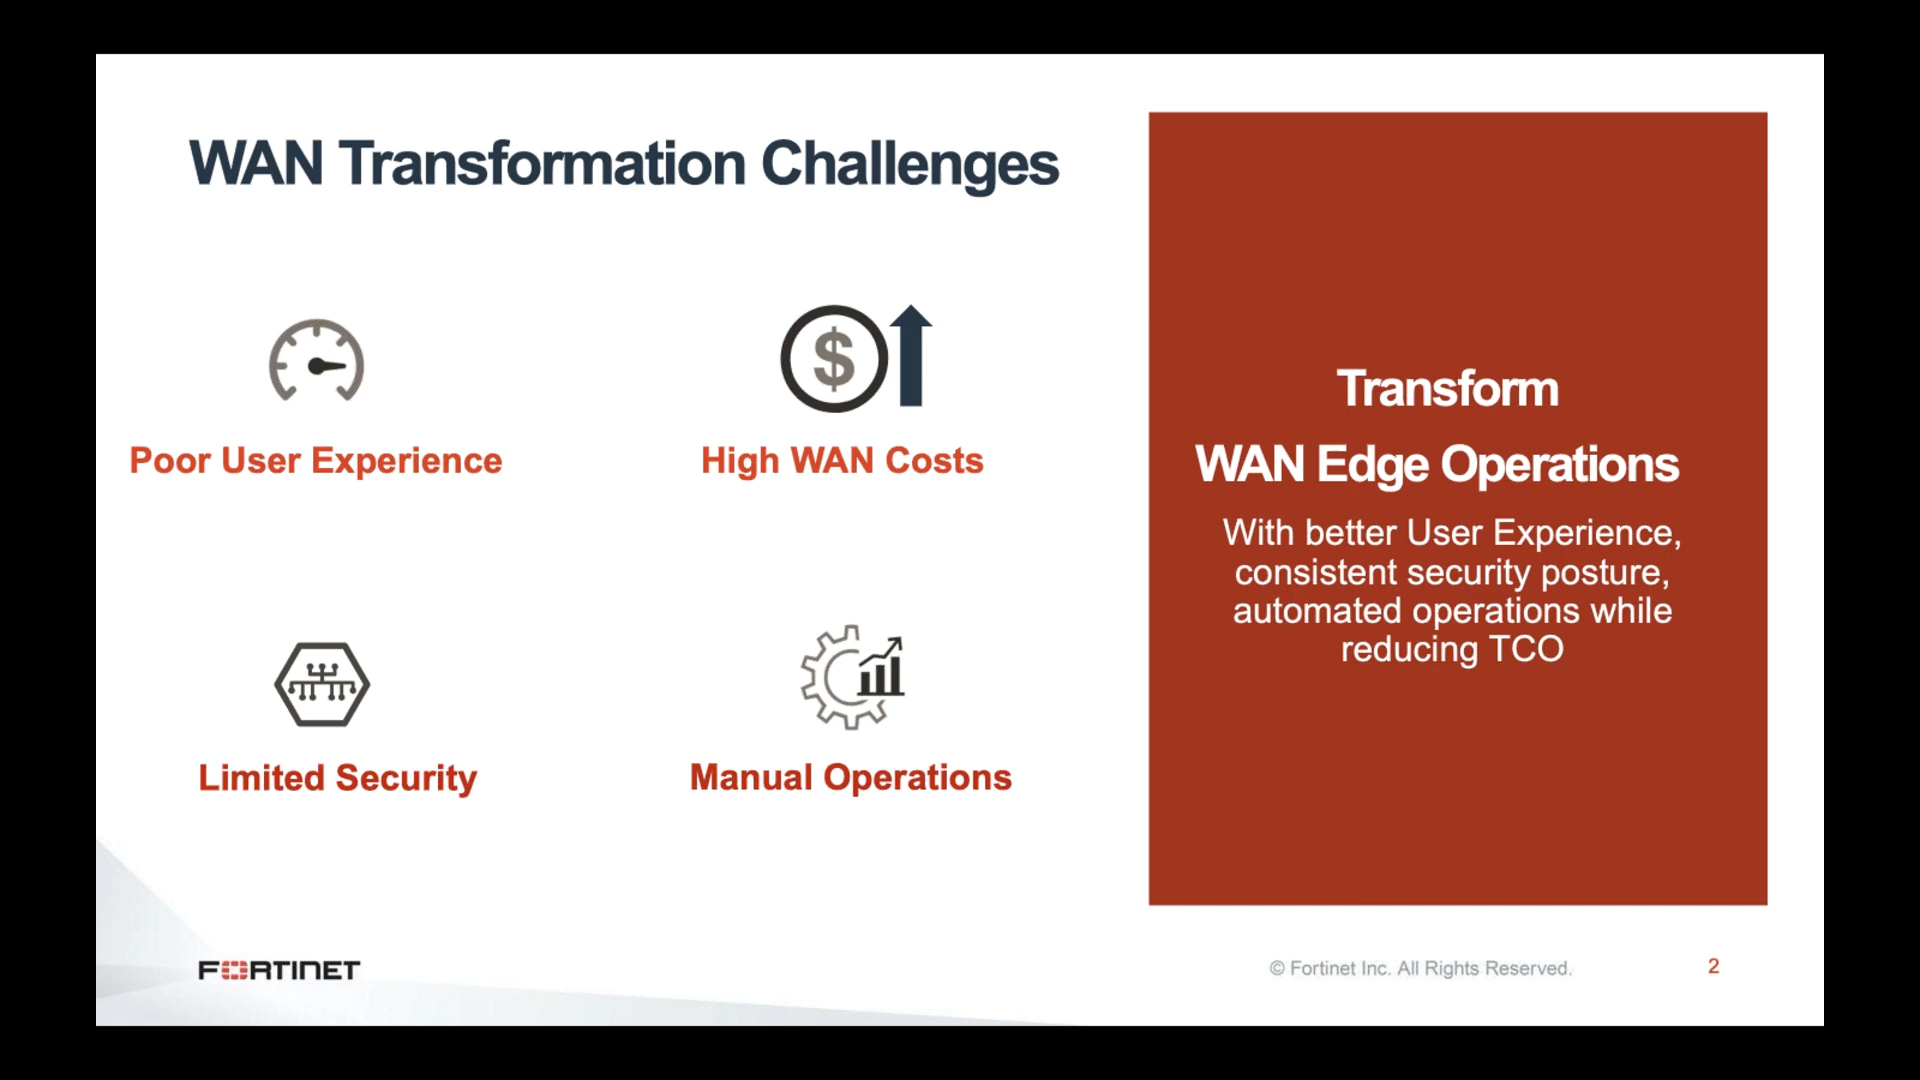 WAN Transformation Challenges
$
Poor User Experience
High WAN Costs
Limited Security
Manual Operations
Transform
WAN Edge Operations
With better User Experience,
consistent security posture,
automated operations while
reducing TCO
FORTINET
© Fortinet Inc. All Rights Reserved.
2